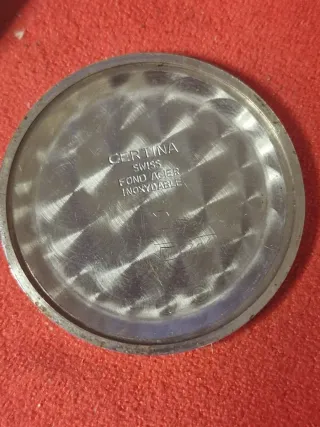 CERTINA
SWISS
FOND ACIER
INOXYDABLE